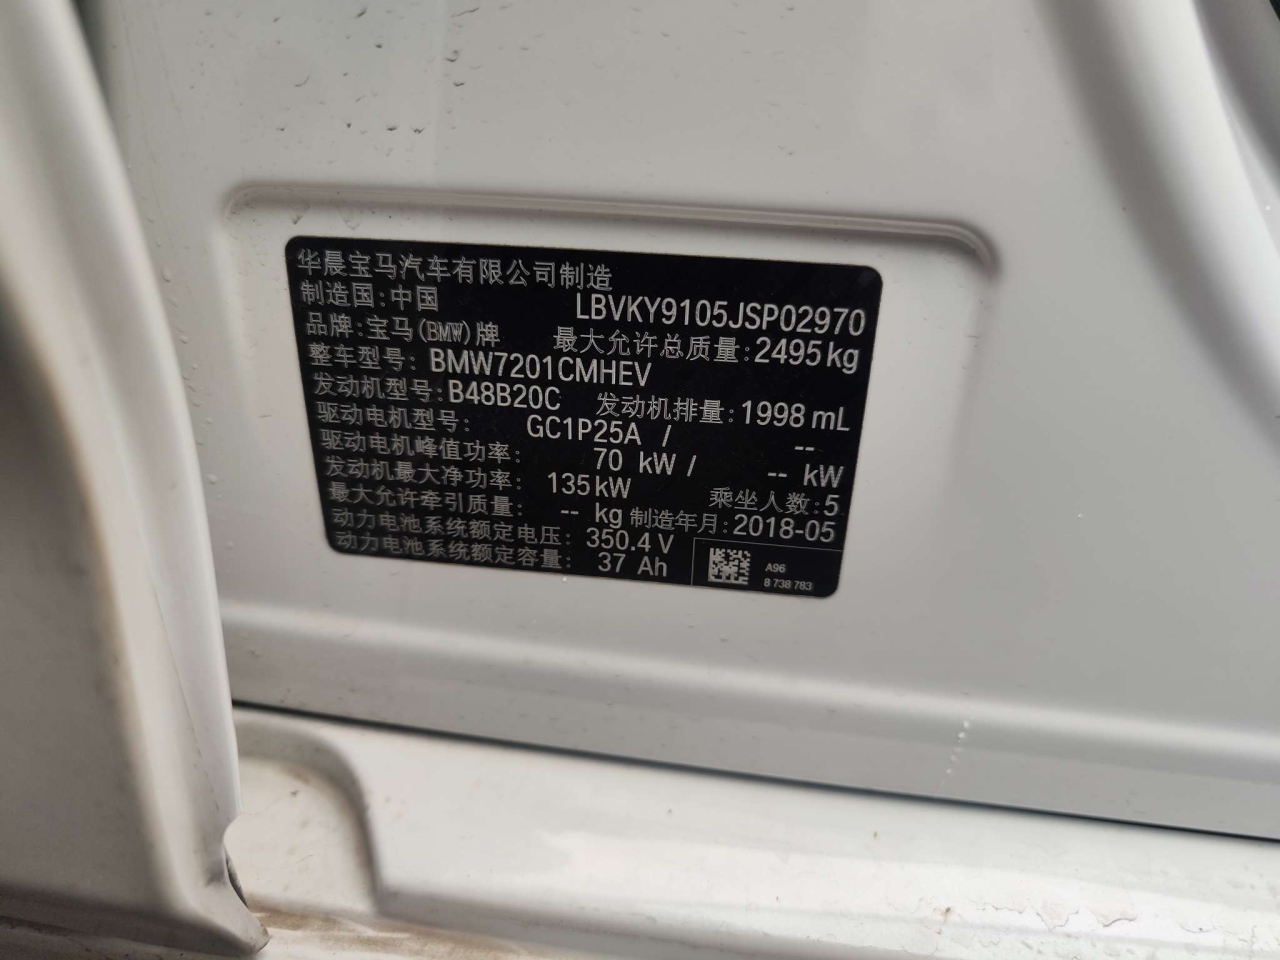 华晨宝马汽车有限公司制造
制造国:中国 LBVKY9105JSP02970
品牌:宝马(BMW)牌 最大允许总质量:2495kg
整车型号: BMW7201CMHEV
发动机型号:B48B20C 发动机排量:1998 mL
驱动电机型号: GC1P25A / --
驱动电机峰值功率: 70 kW / -- kW
发动机最大净功率: 135kW 乘坐人数:5
最大允许牵引质量: -- kg 制造年月:2018-05
动力电池系统额定电压: 350.4 V
动力电池系统额定容量: 37 Ah
A96
8 738 783